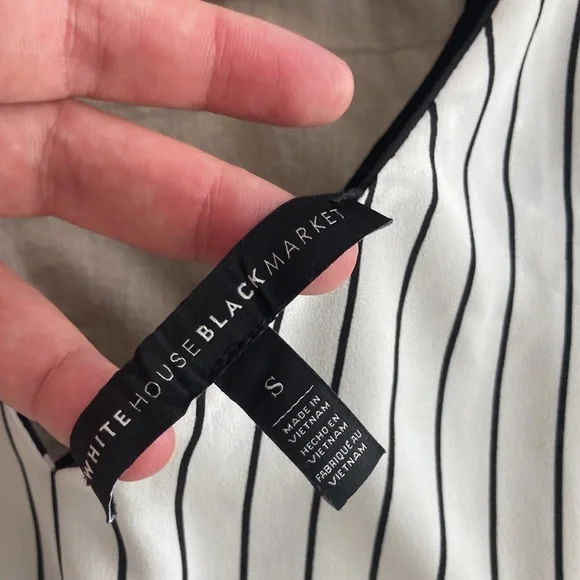 WHITE HOUSE BLACK MARKET
S
MADE IN
VIETNAM
HECHO EN
VIETNAM
FABRIQUÉ AU
VIETNAM